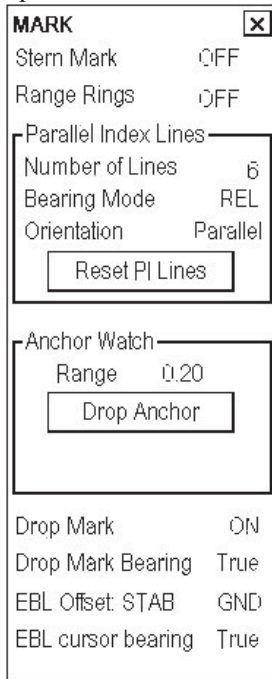 MARK
Stern Mark OFF
Range Rings OFF
Parallel Index Lines
Number of Lines 6
Bearing Mode REL
Orientation Parallel
Reset PI Lines
Anchor Watch
Range 0.20
Drop Anchor
Drop Mark ON
Drop Mark Bearing True
EBL Offset: STAB GND
EBL cursor bearing True